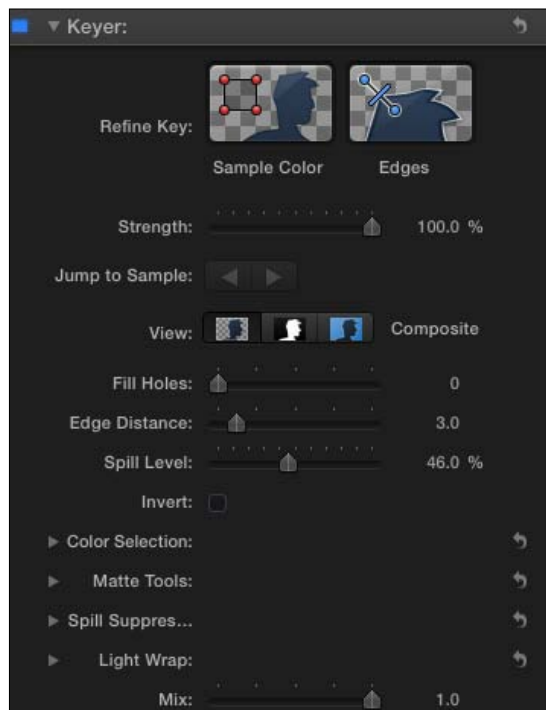 Keyer:
Refine Key:
Sample Color
Edges
Strength: 100.0 %
Jump to Sample:
View: Composite
Fill Holes: 0
Edge Distance: 3.0
Spill Level: 46.0 %
Invert:
Color Selection:
Matte Tools:
Spill Suppres...
Light Wrap:
Mix: 1.0